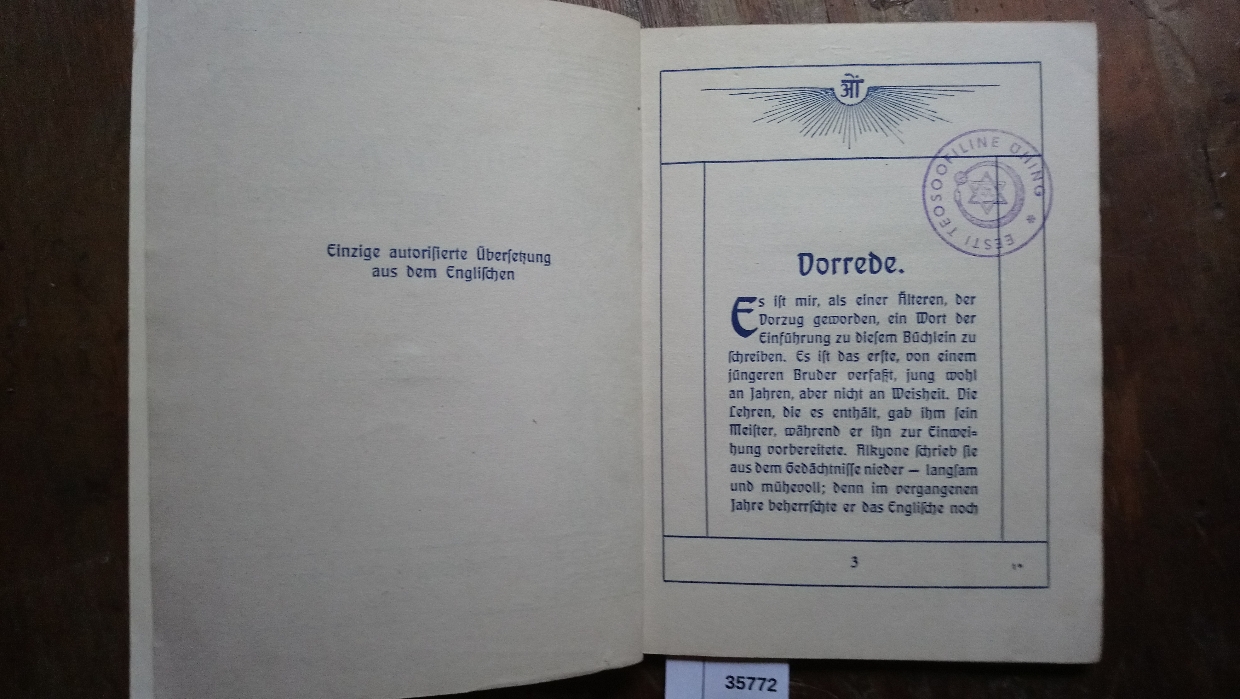 Einzige autorisierte Übersetzung
aus dem Englischen
ओं
EESTI TEOSOOFILINE ÜHING *
Vorrede.
Es ist mir, als einer Älteren, der
Vorzug geworden, ein Wort der
Einführung zu diesem Büchlein zu
schreiben. Es ist das erste, von einem
jüngeren Bruder verfaßt, jung wohl
an Jahren, aber nicht an Weisheit. Die
Lehren, die es enthält, gab ihm sein
Meister, während er ihn zur Einwei-
hung vorbereitete. Alkyone schrieb sie
aus dem Gedächtnisse nieder — langsam
und mühevoll; denn im vergangenen
Jahre beherrschte er das Englische noch
3
1*
35772